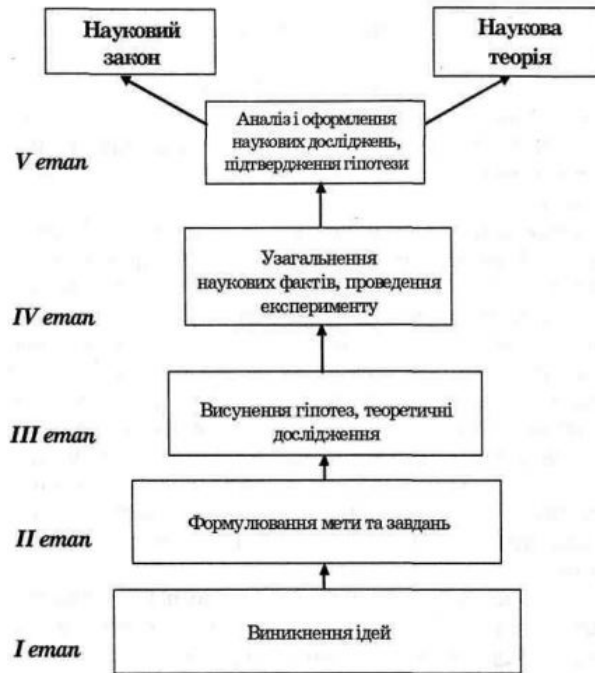 Науковий
закон
Наукова
теорія
Аналіз і оформлення
наукових досліджень,
підтвердження гіпотези
V етап
Узагальнення
наукових фактів, проведення
експерименту
IV етап
Висунення гіпотез, теоретичні
дослідження
III етап
Формулювання мети та завдань
II етап
Виникнення ідей
I етап